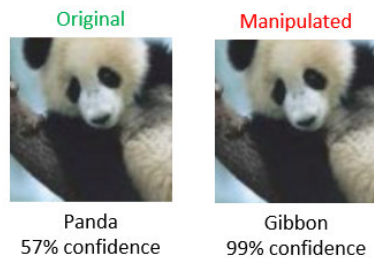 Original
Manipulated
Panda
57% confidence
Gibbon
99% confidence